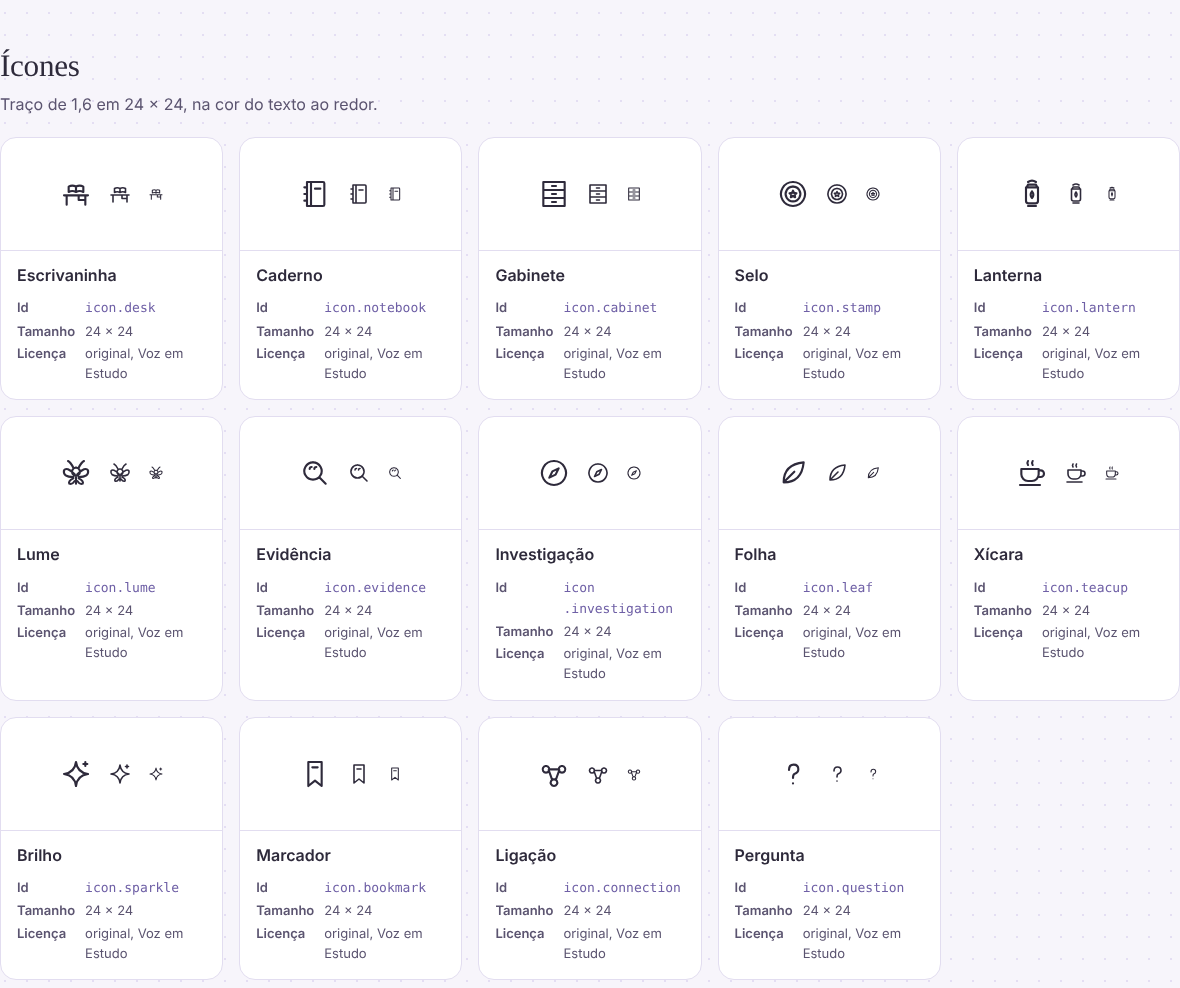 Ícones
Traço de 1,6 em 24 × 24, na cor do texto ao redor.
Escrivaninha
Id icon.desk
Tamanho 24 × 24
Licença original, Voz em
Estudo
Caderno
Id icon.notebook
Tamanho 24 × 24
Licença original, Voz em
Estudo
Gabinete
Id icon.cabinet
Tamanho 24 × 24
Licença original, Voz em
Estudo
Selo
Id icon.stamp
Tamanho 24 × 24
Licença original, Voz em
Estudo
Lanterna
Id icon.lantern
Tamanho 24 × 24
Licença original, Voz em
Estudo
Lume
Id icon.lume
Tamanho 24 × 24
Licença original, Voz em
Estudo
Evidência
Id icon.evidence
Tamanho 24 × 24
Licença original, Voz em
Estudo
Investigação
Id icon
.investigation
Tamanho 24 × 24
Licença original, Voz em
Estudo
Folha
Id icon.leaf
Tamanho 24 × 24
Licença original, Voz em
Estudo
Xícara
Id icon.teacup
Tamanho 24 × 24
Licença original, Voz em
Estudo
Brilho
Id icon.sparkle
Tamanho 24 × 24
Licença original, Voz em
Estudo
Marcador
Id icon.bookmark
Tamanho 24 × 24
Licença original, Voz em
Estudo
Ligação
Id icon.connection
Tamanho 24 × 24
Licença original, Voz em
Estudo
? ? ?
Pergunta
Id icon.question
Tamanho 24 × 24
Licença original, Voz em
Estudo